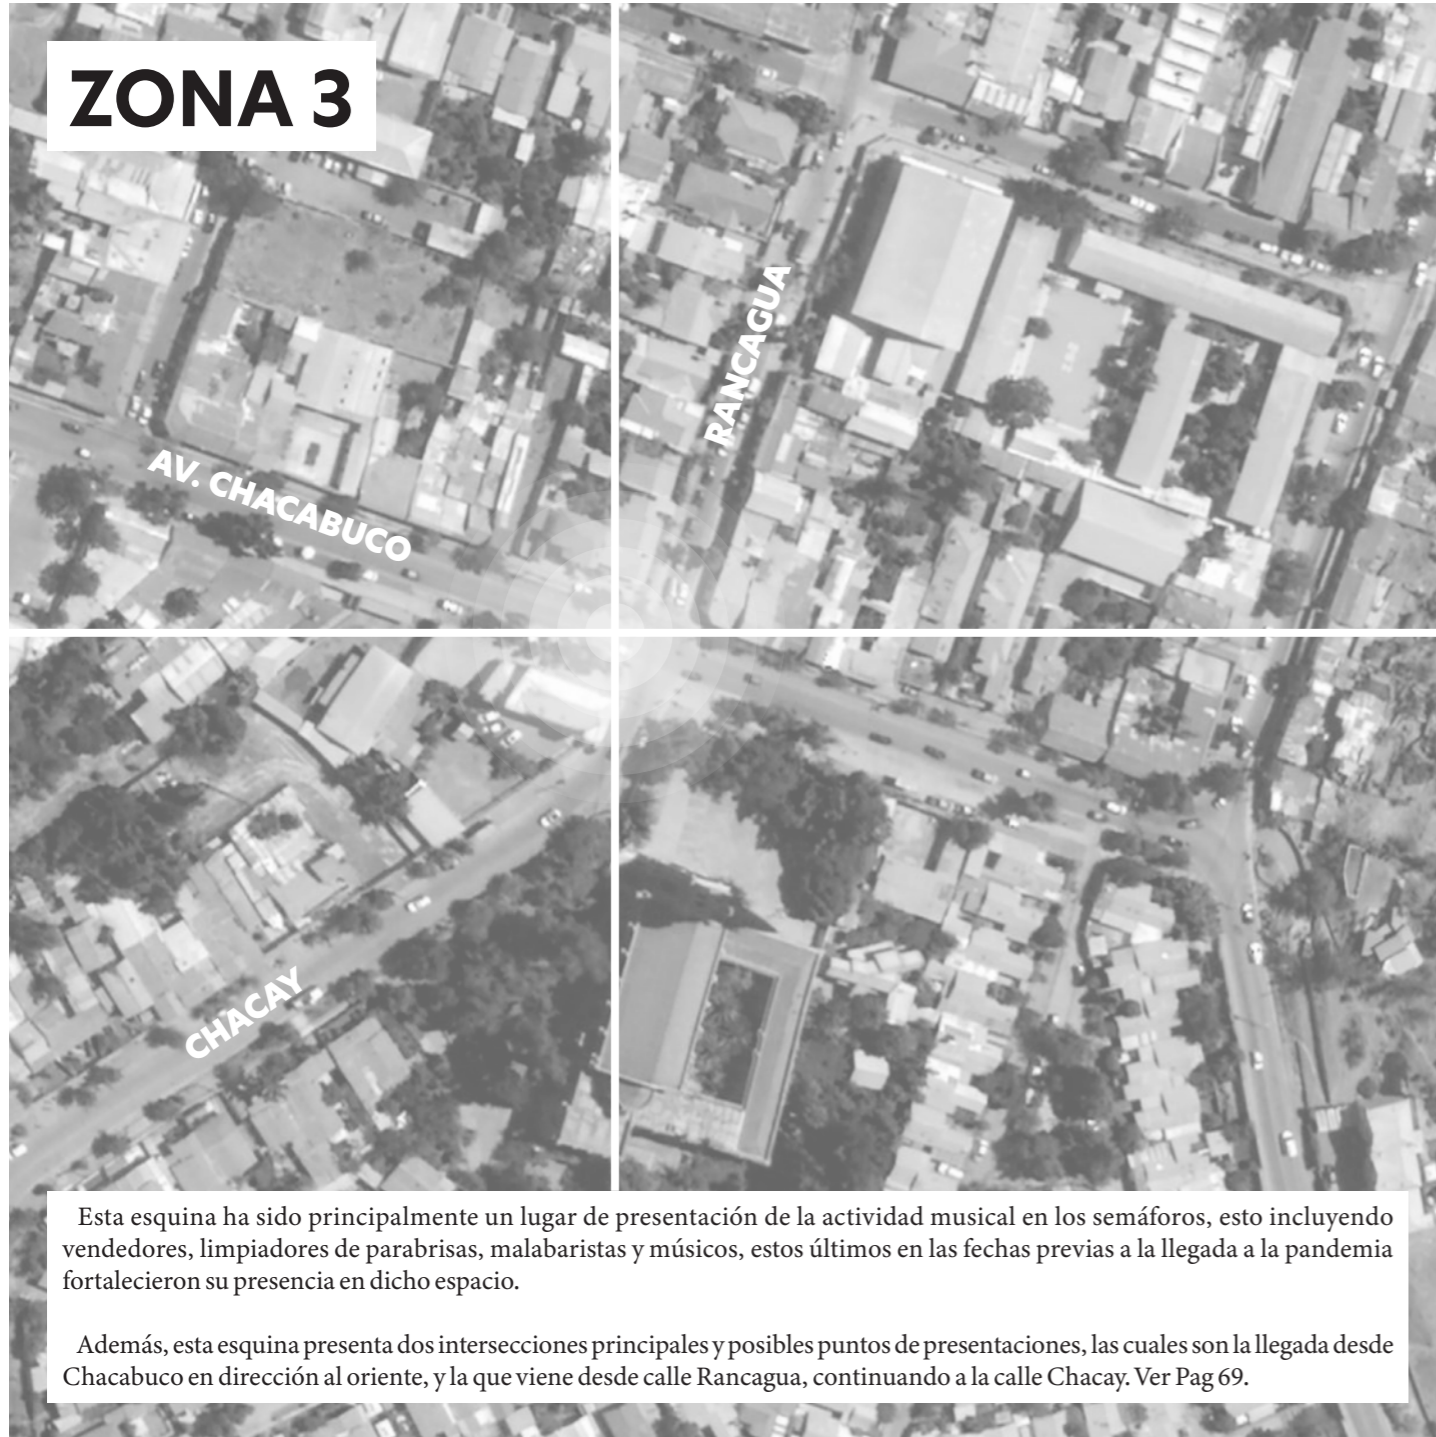 ZONA 3
RANCAGUA
AV. CHACABUCO
CHACAY
Esta esquina ha sido principalmente un lugar de presentación de la actividad musical en los semáforos, esto incluyendo
vendedores, limpiadores de parabrisas, malabaristas y músicos, estos últimos en las fechas previas a la llegada a la pandemia
fortalecieron su presencia en dicho espacio.
Además, esta esquina presenta dos intersecciones principales y posibles puntos de presentaciones, las cuales son la llegada desde
Chacabuco en dirección al oriente, y la que viene desde calle Rancagua, continuando a la calle Chacay. Ver Pag 69.